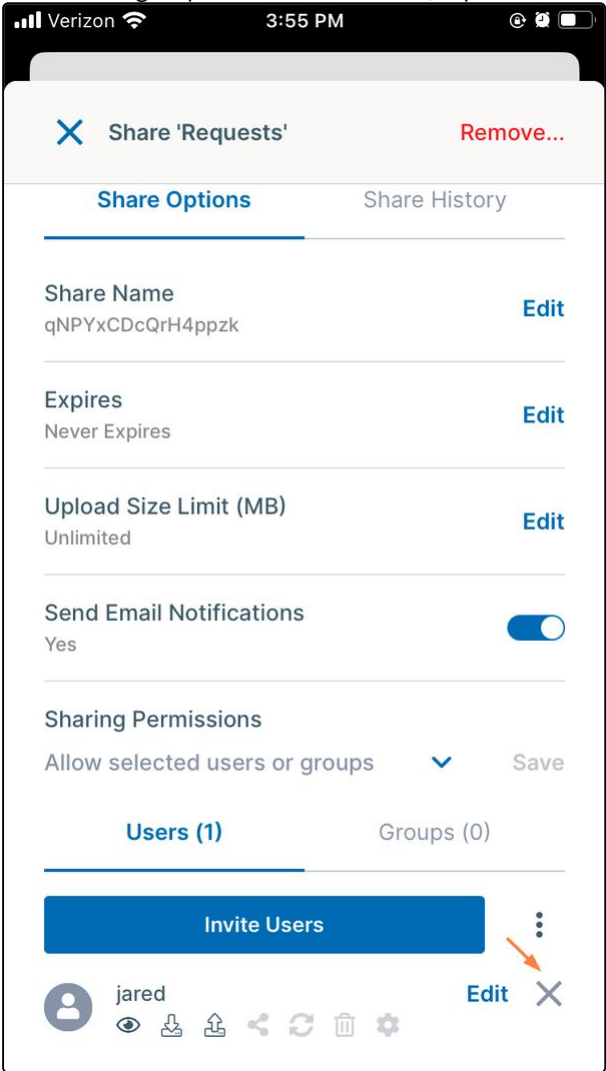 Verizon 3:55 PM
Share 'Requests' Remove...
Share Options Share History
Share Name
Edit
qNPYxCDcQrH4ppzk
Expires
Edit
Never Expires
Upload Size Limit (MB)
Edit
Unlimited
Send Email Notifications
Yes
Sharing Permissions
Allow selected users or groups Save
Users (1) Groups (0)
Invite Users
jared Edit